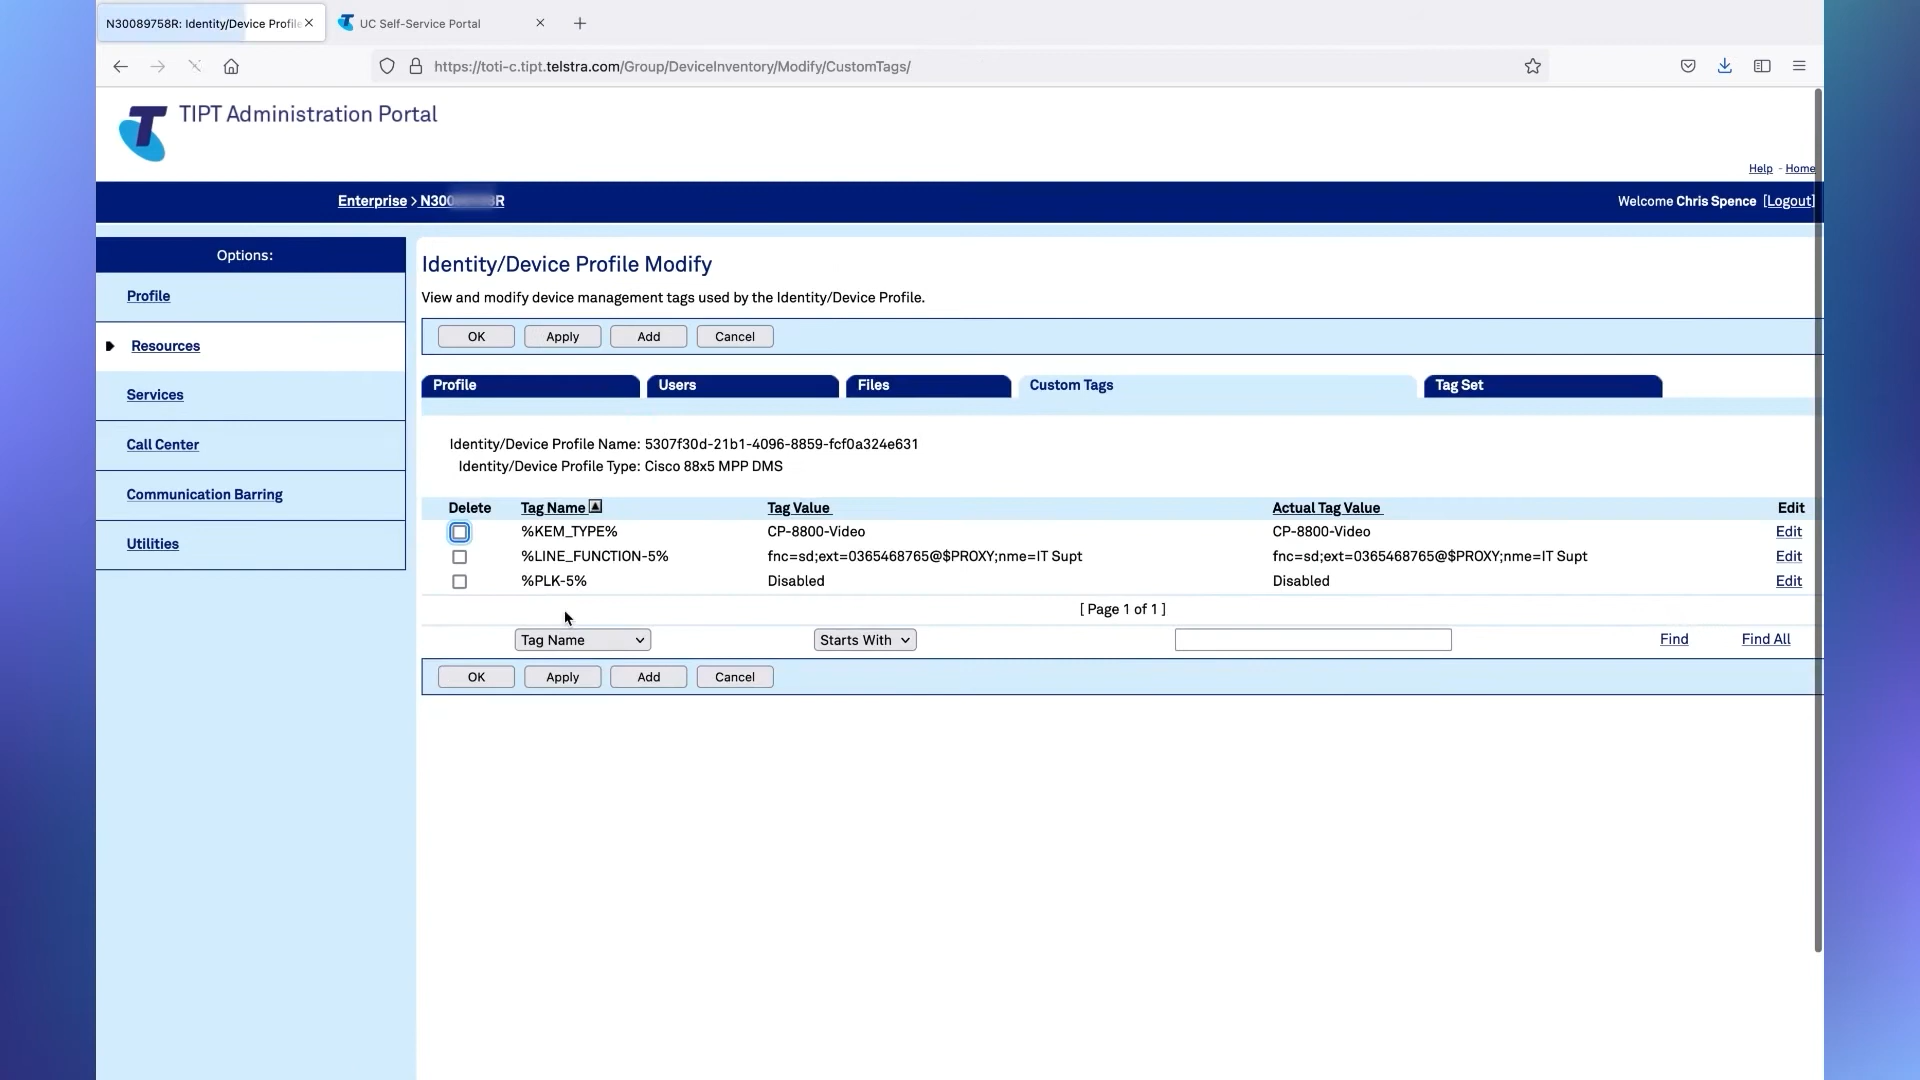 N30089758R: Identity/Device Profile
UC Self-Service Portal
https://toti-c.tipt.telstra.com/Group/DeviceInventory/Modify/CustomTags/
TIPT Administration Portal
Help - Home
Enterprise > N300 R
Welcome Chris Spence [Logout]
Options:
Profile
Resources
Services
Call Center
Communication Barring
Utilities
Identity/Device Profile Modify
View and modify device management tags used by the Identity/Device Profile.
OK Apply Add Cancel
Profile Users Files Custom Tags Tag Set
Identity/Device Profile Name: 5307f30d-21b1-4096-8859-fcf0a324e631
Identity/Device Profile Type: Cisco 88x5 MPP DMS
Delete Tag Name Tag Value Actual Tag Value Edit
%KEM_TYPE% CP-8800-Video CP-8800-Video Edit
%LINE_FUNCTION-5% fnc=sd;ext=0365468765@$PROXY;nme=IT Supt fnc=sd;ext=0365468765@$PROXY;nme=IT Supt Edit
%PLK-5% Disabled Disabled Edit
[ Page 1 of 1 ]
Tag Name Starts With Find Find All
OK Apply Add Cancel